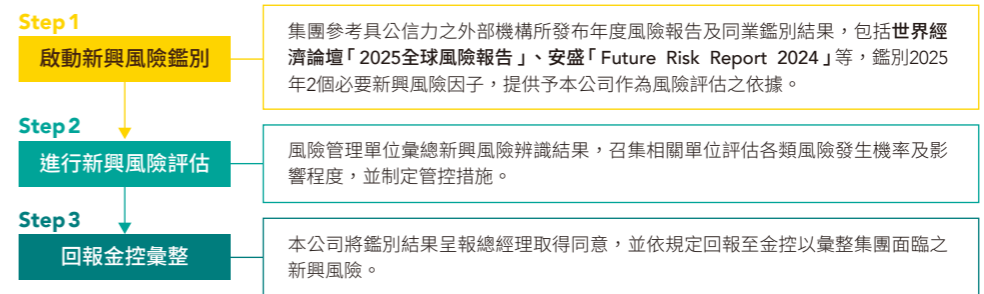 Step 1
啟動新興風險鑑別
集團參考具公信力之外部機構所發布年度風險報告及同業鑑別結果，包括世界經
濟論壇「2025全球風險報告」、安盛「Future Risk Report 2024」等，鑑別2025
年2個必要新興風險因子，提供予本公司作為風險評估之依據。
Step 2
進行新興風險評估
風險管理單位彙總新興風險辨識結果，召集相關單位評估各類風險發生機率及影
響程度，並制定管控措施。
Step 3
回報金控彙整
本公司將鑑別結果呈報總經理取得同意，並依規定回報至金控以彙整集團面臨之
新興風險。